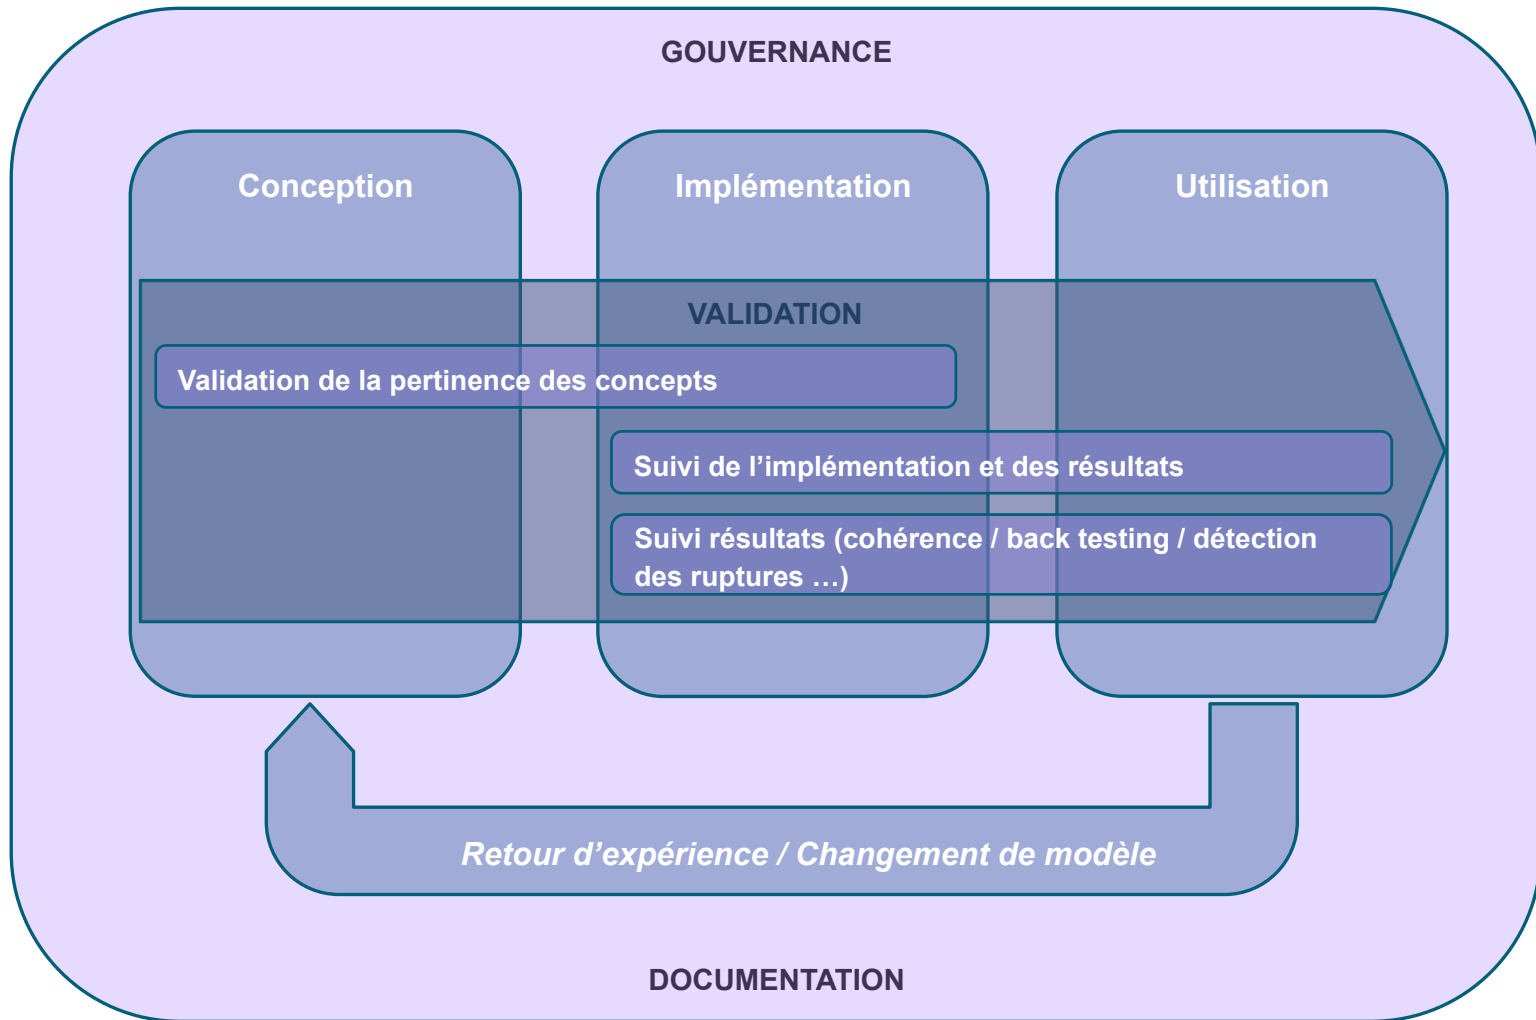 GOUVERNANCE
Conception
Implémentation
Utilisation
VALIDATION
Validation de la pertinence des concepts
Suivi de l’implémentation et des résultats
Suivi résultats (cohérence / back testing / détection
des ruptures …)
Retour d’expérience / Changement de modèle
DOCUMENTATION